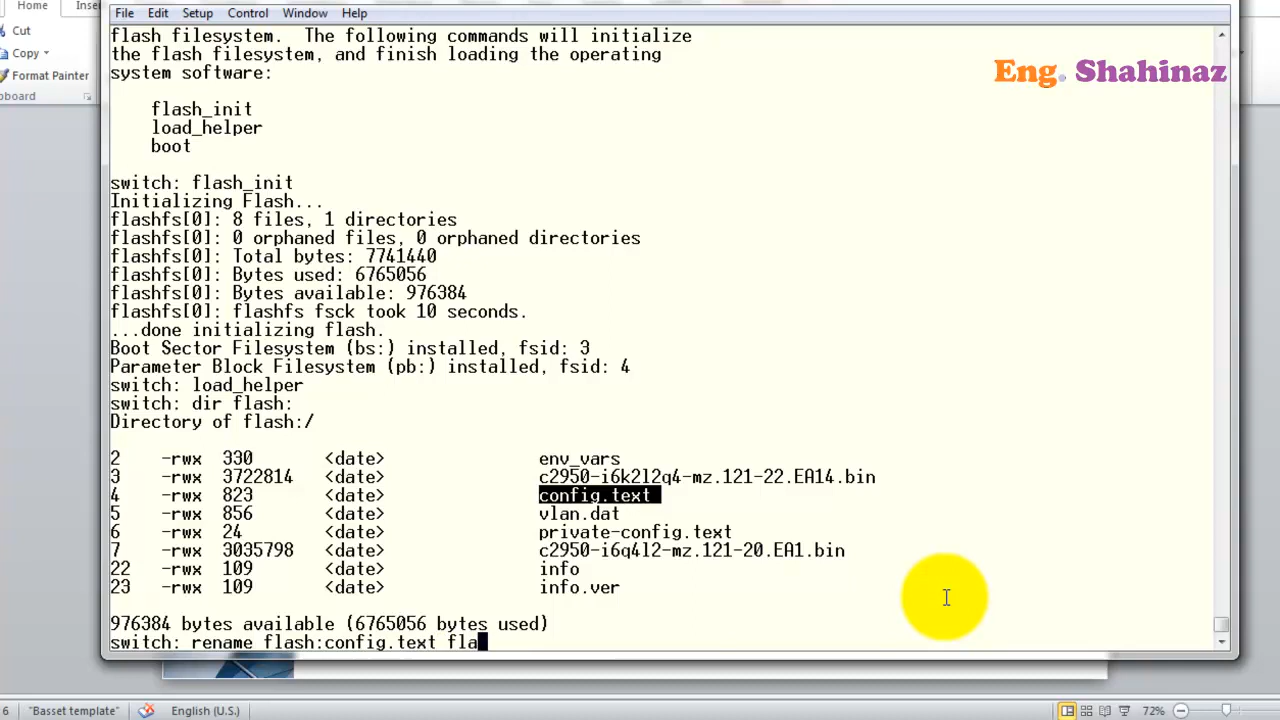 Home Inser
Cut
Copy
Format Painter
oboard
File Edit Setup Control Window Help
flash filesystem.  The following commands will initialize
the flash filesystem, and finish loading the operating
system software:
flash_init
load_helper
boot
switch: flash_init
Initializing Flash...
flashfs[0]: 8 files, 1 directories
flashfs[0]: 0 orphaned files, 0 orphaned directories
flashfs[0]: Total bytes: 7741440
flashfs[0]: Bytes used: 6765056
flashfs[0]: Bytes available: 976384
flashfs[0]: flashfs fsck took 10 seconds.
...done initializing flash.
Boot Sector Filesystem (bs:) installed, fsid: 3
Parameter Block Filesystem (pb:) installed, fsid: 4
switch: load_helper
switch: dir flash:
Directory of flash:/
2 -rwx 330 <date> env_vars
3 -rwx 3722814 <date> c2950-i6k2l2q4-mz.121-22.EA14.bin
4 -rwx 823 <date> config.text
5 -rwx 856 <date> vlan.dat
6 -rwx 24 <date> private-config.text
7 -rwx 3035798 <date> c2950-i6q4l2-mz.121-20.EA1.bin
22 -rwx 109 <date> info
23 -rwx 109 <date> info.ver
976384 bytes available (6765056 bytes used)
switch: rename flash:config.text fla
Eng. Shahinaz
6 "Basset template" English (U.S.) 72%